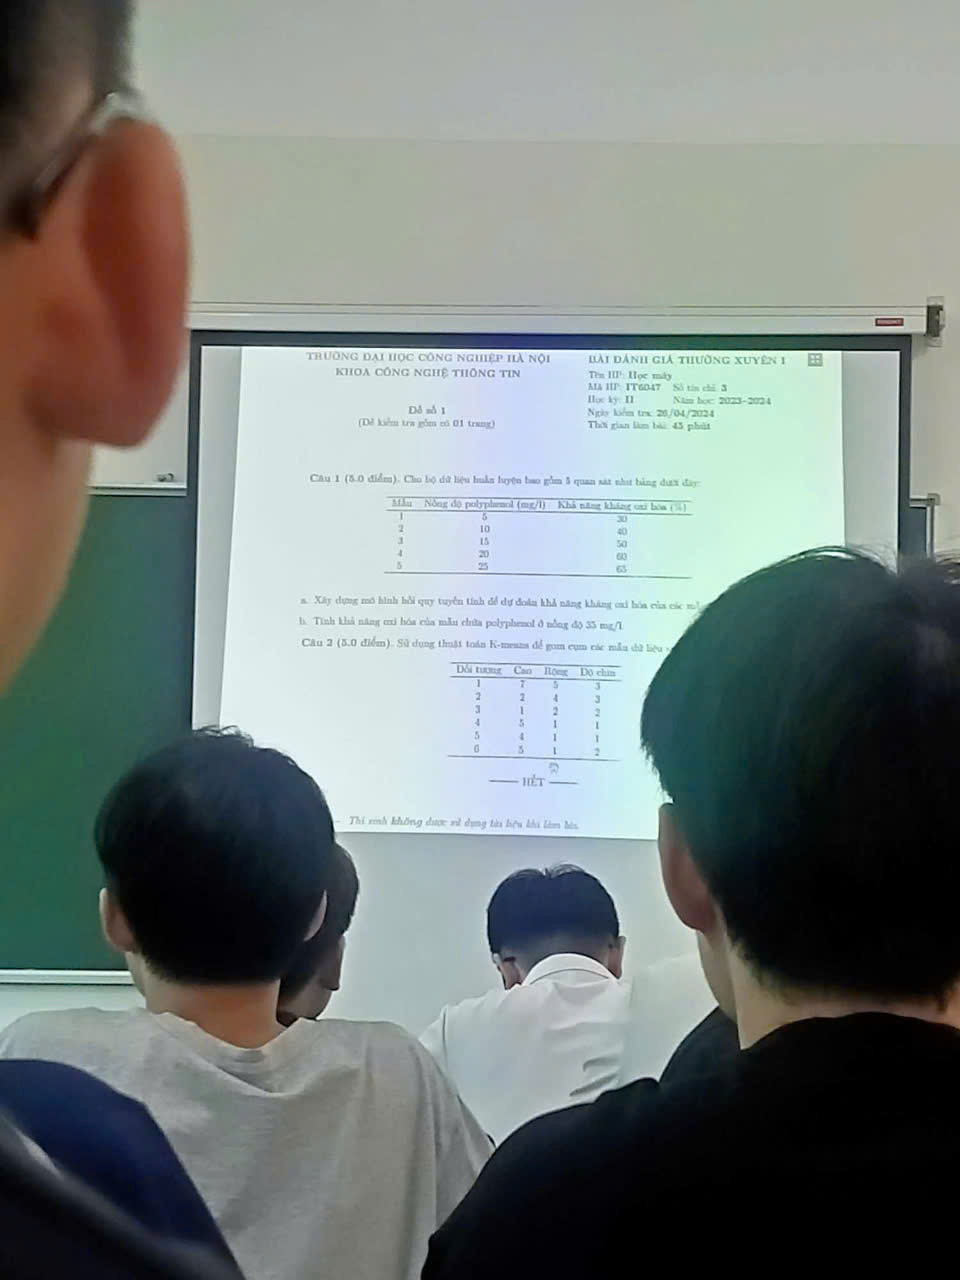 TRƯỜNG ĐẠI HỌC CÔNG NGHIỆP HÀ NỘI
KHOA CÔNG NGHỆ THÔNG TIN
Đề số 1
(Đề kiểm tra gồm có 01 trang)
BÀI ĐÁNH GIÁ THƯỜNG XUYÊN 1
Tên HP: Học máy
Mã HP: IT6047 Số tín chỉ: 3
Học kỳ: II Năm học: 2023-2024
Ngày kiểm tra: 26/04/2024
Thời gian làm bài: 45 phút
Câu 1 (5.0 điểm). Cho bộ dữ liệu huấn luyện bao gồm 5 quan sát như bảng dưới đây:
Mẫu Nồng độ polyphenol (mg/l) Khả năng kháng oxi hóa (%)
1 5 30
2 10 40
3 15 50
4 20 60
5 25 65
a. Xây dựng mô hình hồi quy tuyến tính để dự đoán khả năng kháng oxi hóa của các
b. Tính khả năng oxi hóa của mẫu chứa polyphenol ở nồng độ 35 mg/l.
Câu 2 (5.0 điểm). Sử dụng thuật toán K-means để gom cụm các mẫu dữ liệu
Đối tượng Cao Rộng Độ chín
1 7 5 3
2 2 4 3
3 1 2 2
4 5 1 1
5 4 1 1
6 5 1 2
HẾT
- Thí sinh không được sử dụng tài liệu khi làm bài.